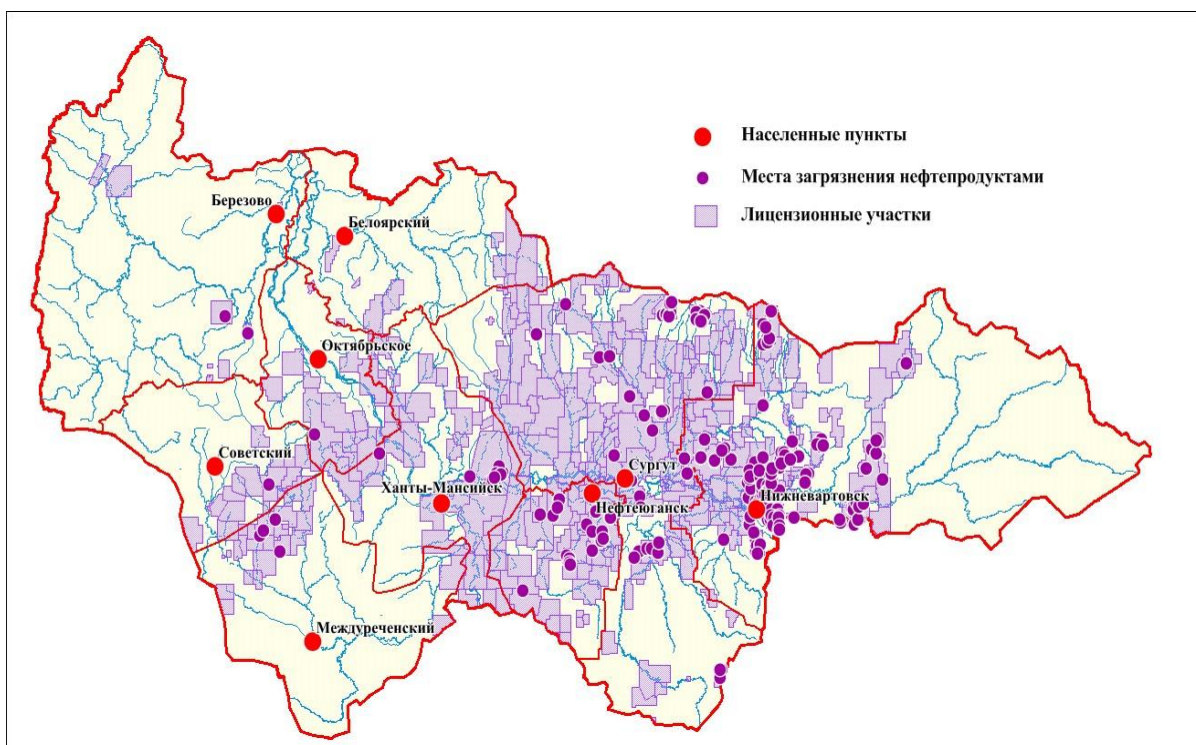 Населенные пункты
Места загрязнения нефтепродуктами
Лицензионные участки
Березово
Белоярский
Октябрьское
Советский
Сургут
Ханты-Мансийск
Нефтеюганск
Нижневартовск
Междуреченский